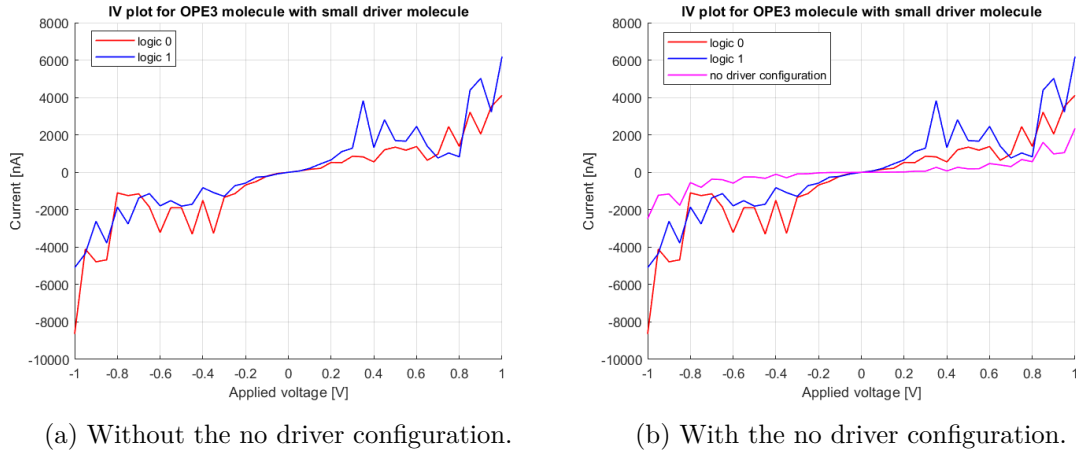 IV plot for OPE3 molecule with small driver molecule
logic 0
logic 1
8000
6000
4000
2000
0
-2000
-4000
-6000
-8000
-10000
Current [nA]
-1 -0.8 -0.6 -0.4 -0.2 0 0.2 0.4 0.6 0.8 1
Applied voltage [V]
(a) Without the no driver configuration.
IV plot for OPE3 molecule with small driver molecule
logic 0
logic 1
no driver configuration
8000
6000
4000
2000
0
-2000
-4000
-6000
-8000
-10000
Current [nA]
-1 -0.8 -0.6 -0.4 -0.2 0 0.2 0.4 0.6 0.8 1
Applied voltage [V]
(b) With the no driver configuration.